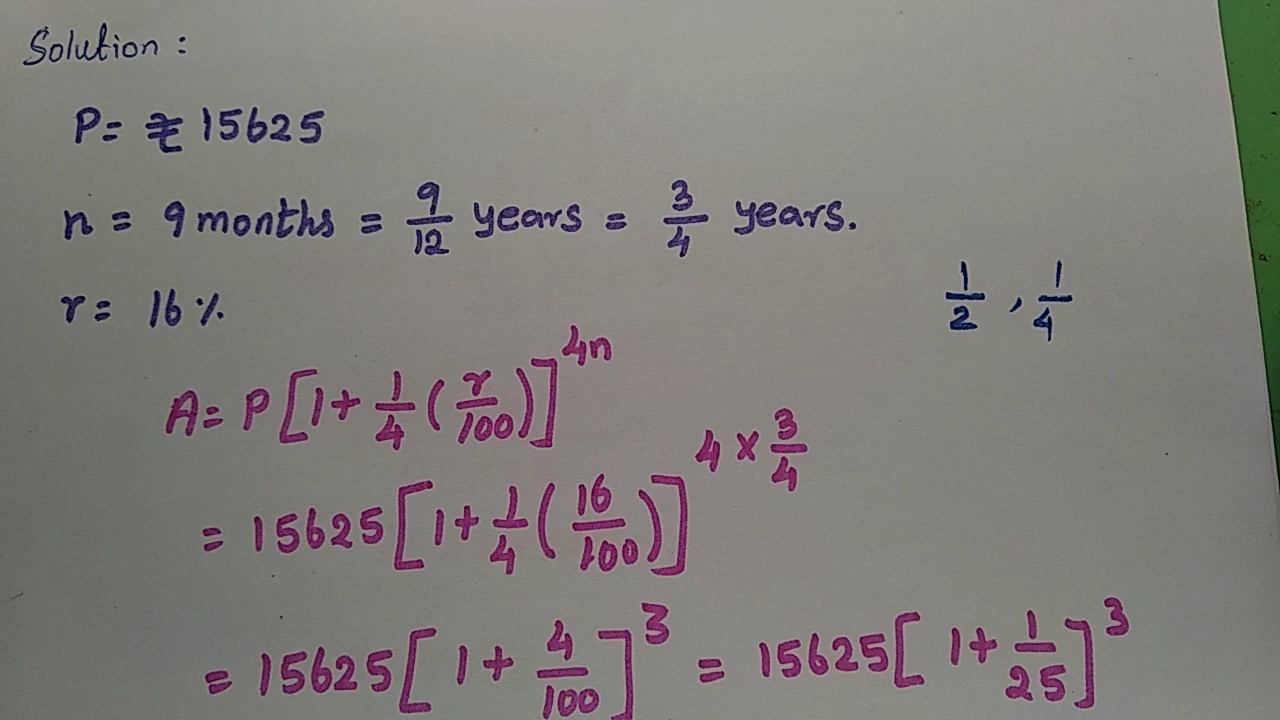 Solution :
P = ₹ 15625
n = 9 months = 9/12 years = 3/4 years.
r = 16 %
1/2 , 1/4
A = P [1 + 1/4 (r/100)]^4n
= 15625 [1 + 1/4 (16/100)]^4 × 3/4
= 15625 [1 + 4/100]^3 = 15625 [1 + 1/25]^3